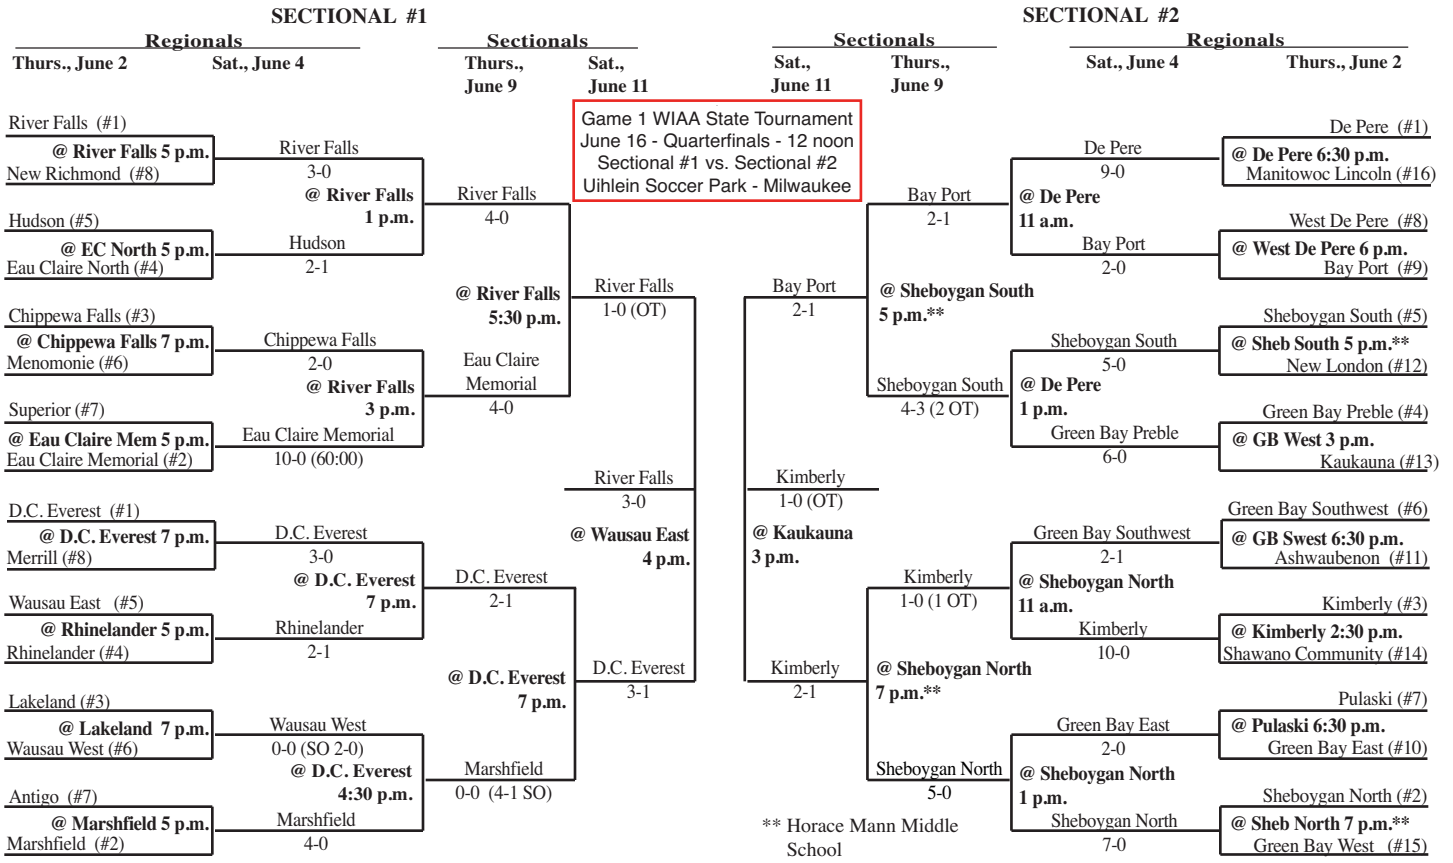 SECTIONAL #1
SECTIONAL #2
Regionals
Sectionals
Sectionals
Regionals
Thurs., June 2
Sat., June 4
Thurs., June 9
Sat., June 11
Sat., June 11
Thurs., June 9
Sat., June 4
Thurs., June 2
Game 1 WIAA State Tournament
June 16 - Quarterfinals - 12 noon
Sectional #1 vs. Sectional #2
Uihlein Soccer Park - Milwaukee
River Falls (#1)
@ River Falls 5 p.m.
New Richmond (#8)
Hudson (#5)
@ EC North 5 p.m.
Eau Claire North (#4)
Chippewa Falls (#3)
@ Chippewa Falls 7 p.m.
Menomonie (#6)
Superior (#7)
@ Eau Claire Mem 5 p.m.
Eau Claire Memorial (#2)
D.C. Everest (#1)
@ D.C. Everest 7 p.m.
Merrill (#8)
Wausau East (#5)
@ Rhinelander 5 p.m.
Rhinelander (#4)
Lakeland (#3)
@ Lakeland 7 p.m.
Wausau West (#6)
Antigo (#7)
@ Marshfield 5 p.m.
Marshfield (#2)
River Falls
3-0
@ River Falls
1 p.m.
Hudson
2-1
Chippewa Falls
2-0
@ River Falls
3 p.m.
Eau Claire Memorial
10-0 (60:00)
D.C. Everest
3-0
@ D.C. Everest
7 p.m.
Rhinelander
2-1
Wausau West
0-0 (SO 2-0)
@ D.C. Everest
4:30 p.m.
Marshfield
4-0
River Falls
4-0
@ River Falls
5:30 p.m.
Eau Claire
Memorial
4-0
D.C. Everest
2-1
@ D.C. Everest
7 p.m.
Marshfield
0-0 (4-1 SO)
River Falls
1-0 (OT)
River Falls
3-0
@ Wausau East
4 p.m.
D.C. Everest
3-1
Bay Port
2-1
Kimberly
1-0 (OT)
@ Kaukauna
3 p.m.
Kimberly
2-1
Bay Port
2-1
@ Sheboygan South
5 p.m.**
Sheboygan South
4-3 (2 OT)
Kimberly
1-0 (1 OT)
@ Sheboygan North
7 p.m.**
Sheboygan North
5-0
De Pere
9-0
@ De Pere
11 a.m.
Bay Port
2-0
Sheboygan South
5-0
@ De Pere
1 p.m.
Green Bay Preble
6-0
Green Bay Southwest
2-1
@ Sheboygan North
11 a.m.
Kimberly
10-0
Green Bay East
2-0
@ Sheboygan North
1 p.m.
Sheboygan North
7-0
De Pere (#1)
@ De Pere 6:30 p.m.
Manitowoc Lincoln (#16)
West De Pere (#8)
@ West De Pere 6 p.m.
Bay Port (#9)
Sheboygan South (#5)
@ Sheb South 5 p.m.**
New London (#12)
Green Bay Preble (#4)
@ GB West 3 p.m.
Kaukauna (#13)
Green Bay Southwest (#6)
@ GB Swest 6:30 p.m.
Ashwaubenon (#11)
Kimberly (#3)
@ Kimberly 2:30 p.m.
Shawano Community (#14)
Pulaski (#7)
@ Pulaski 6:30 p.m.
Green Bay East (#10)
Sheboygan North (#2)
@ Sheb North 7 p.m.**
Green Bay West (#15)
** Horace Mann Middle
School